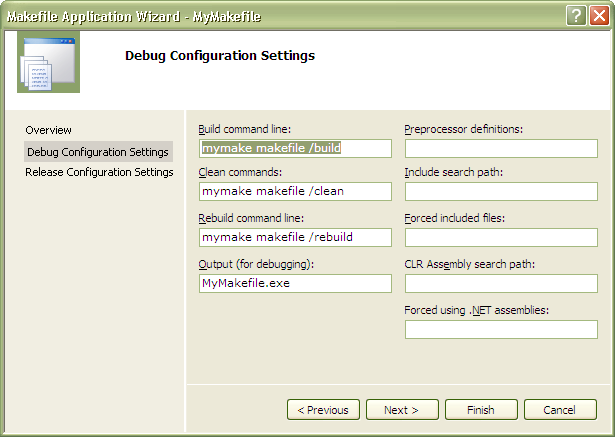 Makefile Application Wizard - MyMakefile
Debug Configuration Settings
Overview
Debug Configuration Settings
Release Configuration Settings
Build command line:
mymake makefile /build
Clean commands:
mymake makefile /clean
Rebuild command line:
mymake makefile /rebuild
Output (for debugging):
MyMakefile.exe
Preprocessor definitions:
Include search path:
Forced included files:
CLR Assembly search path:
Forced using .NET assemblies:
< Previous
Next >
Finish
Cancel